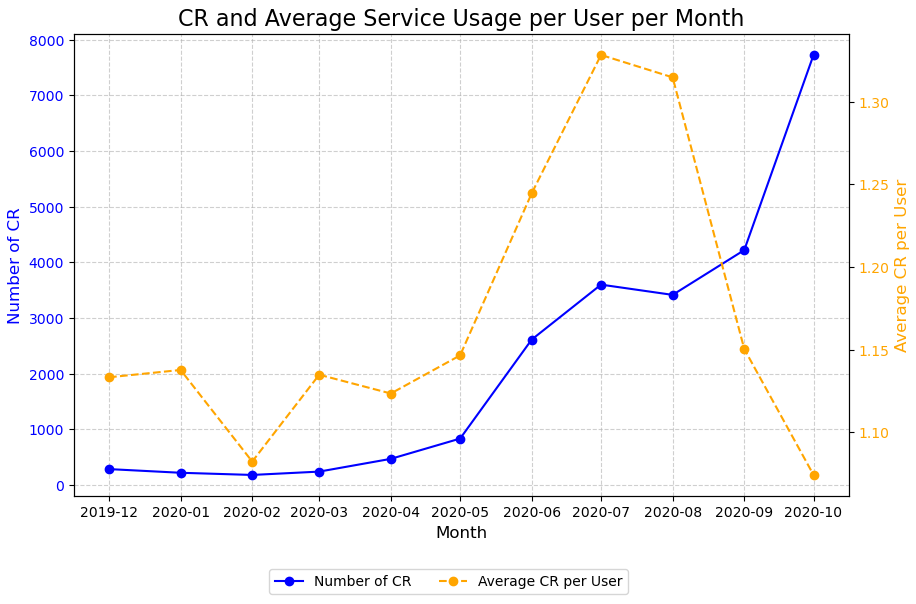 CR and Average Service Usage per User per Month
8000
7000
6000
5000
4000
3000
2000
1000
0
Number of CR
1.30
1.25
1.20
1.15
1.10
Average CR per User
2019-12 2020-01 2020-02 2020-03 2020-04 2020-05 2020-06 2020-07 2020-08 2020-09 2020-10
Month
Number of CR Average CR per User